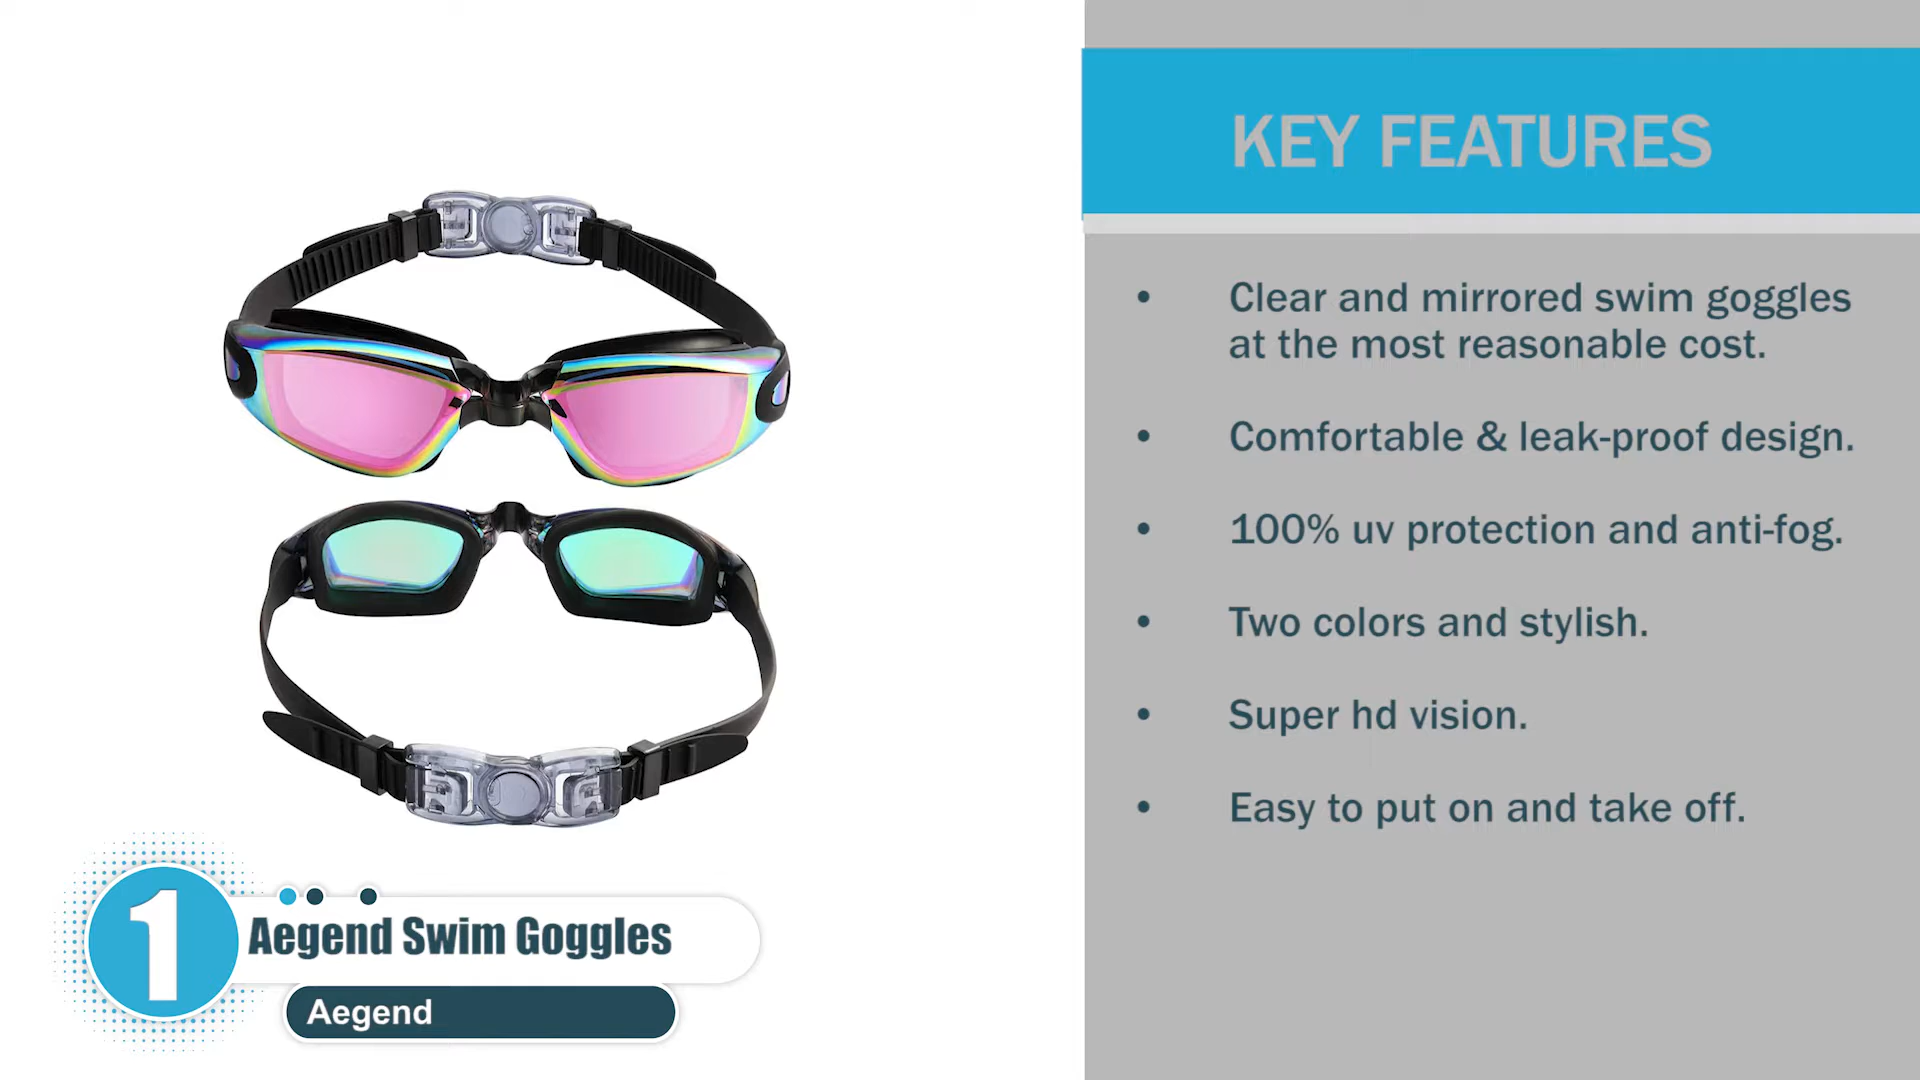 KEY FEATURES
• Clear and mirrored swim goggles
at the most reasonable cost.
• Comfortable & leak-proof design.
• 100% uv protection and anti-fog.
• Two colors and stylish.
• Super hd vision.
• Easy to put on and take off.
1
Aegend Swim Goggles
Aegend